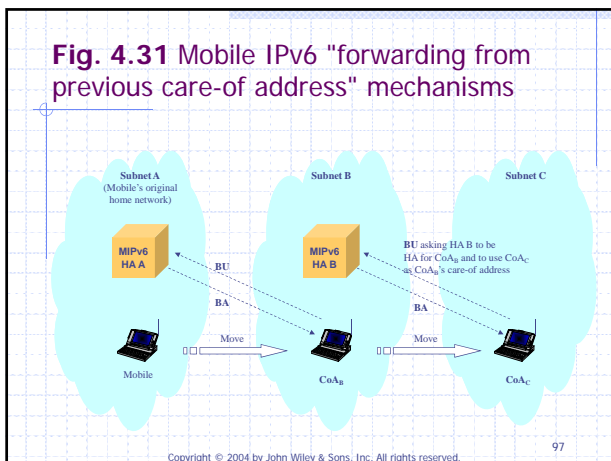 Fig. 4.31 Mobile IPv6 "forwarding from
previous care-of address" mechanisms
Subnet A
(Mobile's original
home network)
Subnet B
Subnet C
MIPv6
HA A
BU
BA
MIPv6
HA B
BU asking HA B to be
HA for CoAB and to use CoAC
as CoAB's care-of address
BA
Move
Move
Mobile
CoAB
CoAC
97
Copyright © 2004 by John Wiley & Sons, Inc. All rights reserved.